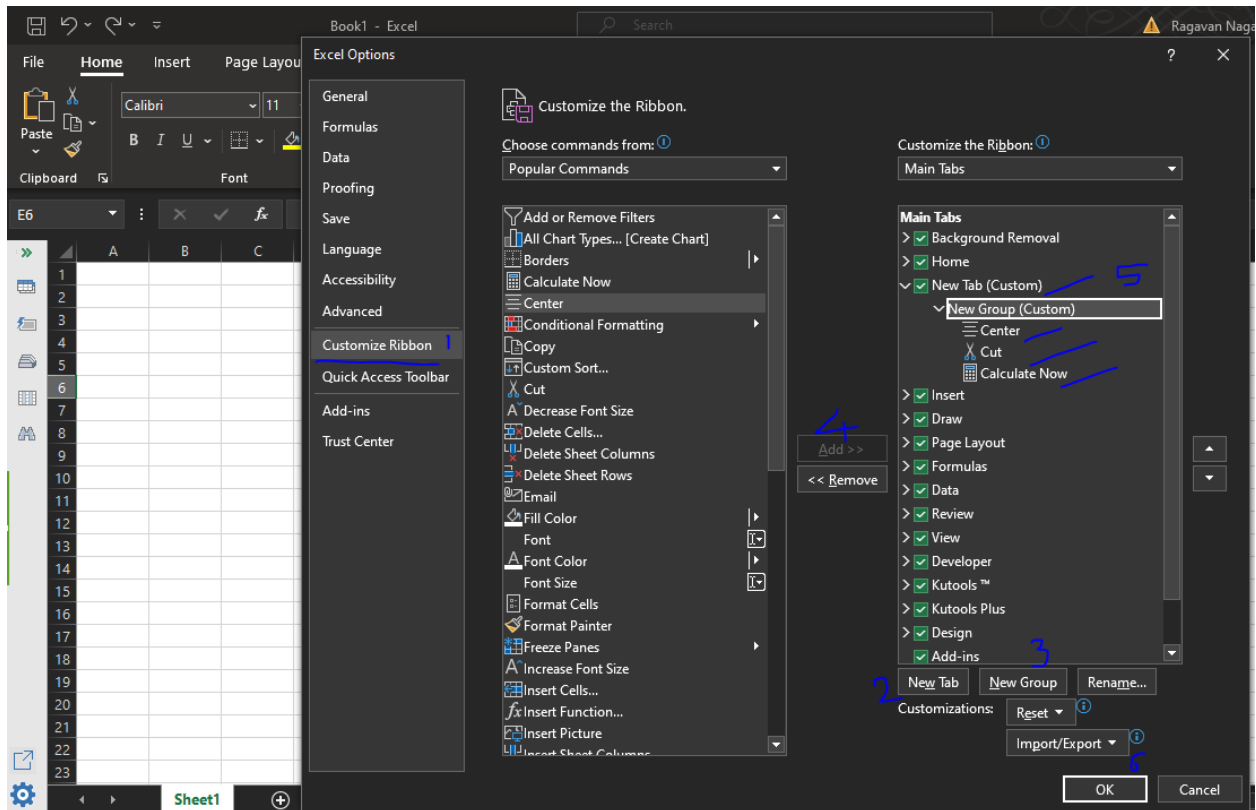 Book1 - Excel
Search
Ragavan Naga
File
Home
Insert
Page Layou
Paste
Calibri
11
B I U
Clipboard
Font
E6
fx
A B C
1
2
3
4
5
6
7
8
9
10
11
12
13
14
15
16
17
18
19
20
21
22
23
Sheet1
Excel Options
?
General
Formulas
Data
Proofing
Save
Language
Accessibility
Advanced
Customize Ribbon 1
Quick Access Toolbar
Add-ins
Trust Center
Customize the Ribbon.
Choose commands from:
Popular Commands
Add or Remove Filters
All Chart Types... [Create Chart]
Borders
Calculate Now
Center
Conditional Formatting
Copy
Custom Sort...
Cut
Decrease Font Size
Delete Cells...
Delete Sheet Columns
Delete Sheet Rows
Email
Fill Color
Font
Font Color
Font Size
Format Cells
Format Painter
Freeze Panes
Increase Font Size
Insert Cells...
Insert Function...
Insert Picture
Insert Sheet Columns
4
Add >>
<< Remove
Customize the Ribbon:
Main Tabs
Main Tabs
Background Removal
Home
New Tab (Custom) 5
New Group (Custom)
Center
Cut
Calculate Now
Insert
Draw
Page Layout
Formulas
Data
Review
View
Developer
Kutools ™
Kutools Plus
Design
Add-ins
3
2
New Tab
New Group
Rename...
Customizations:
Reset
Import/Export
OK
Cancel